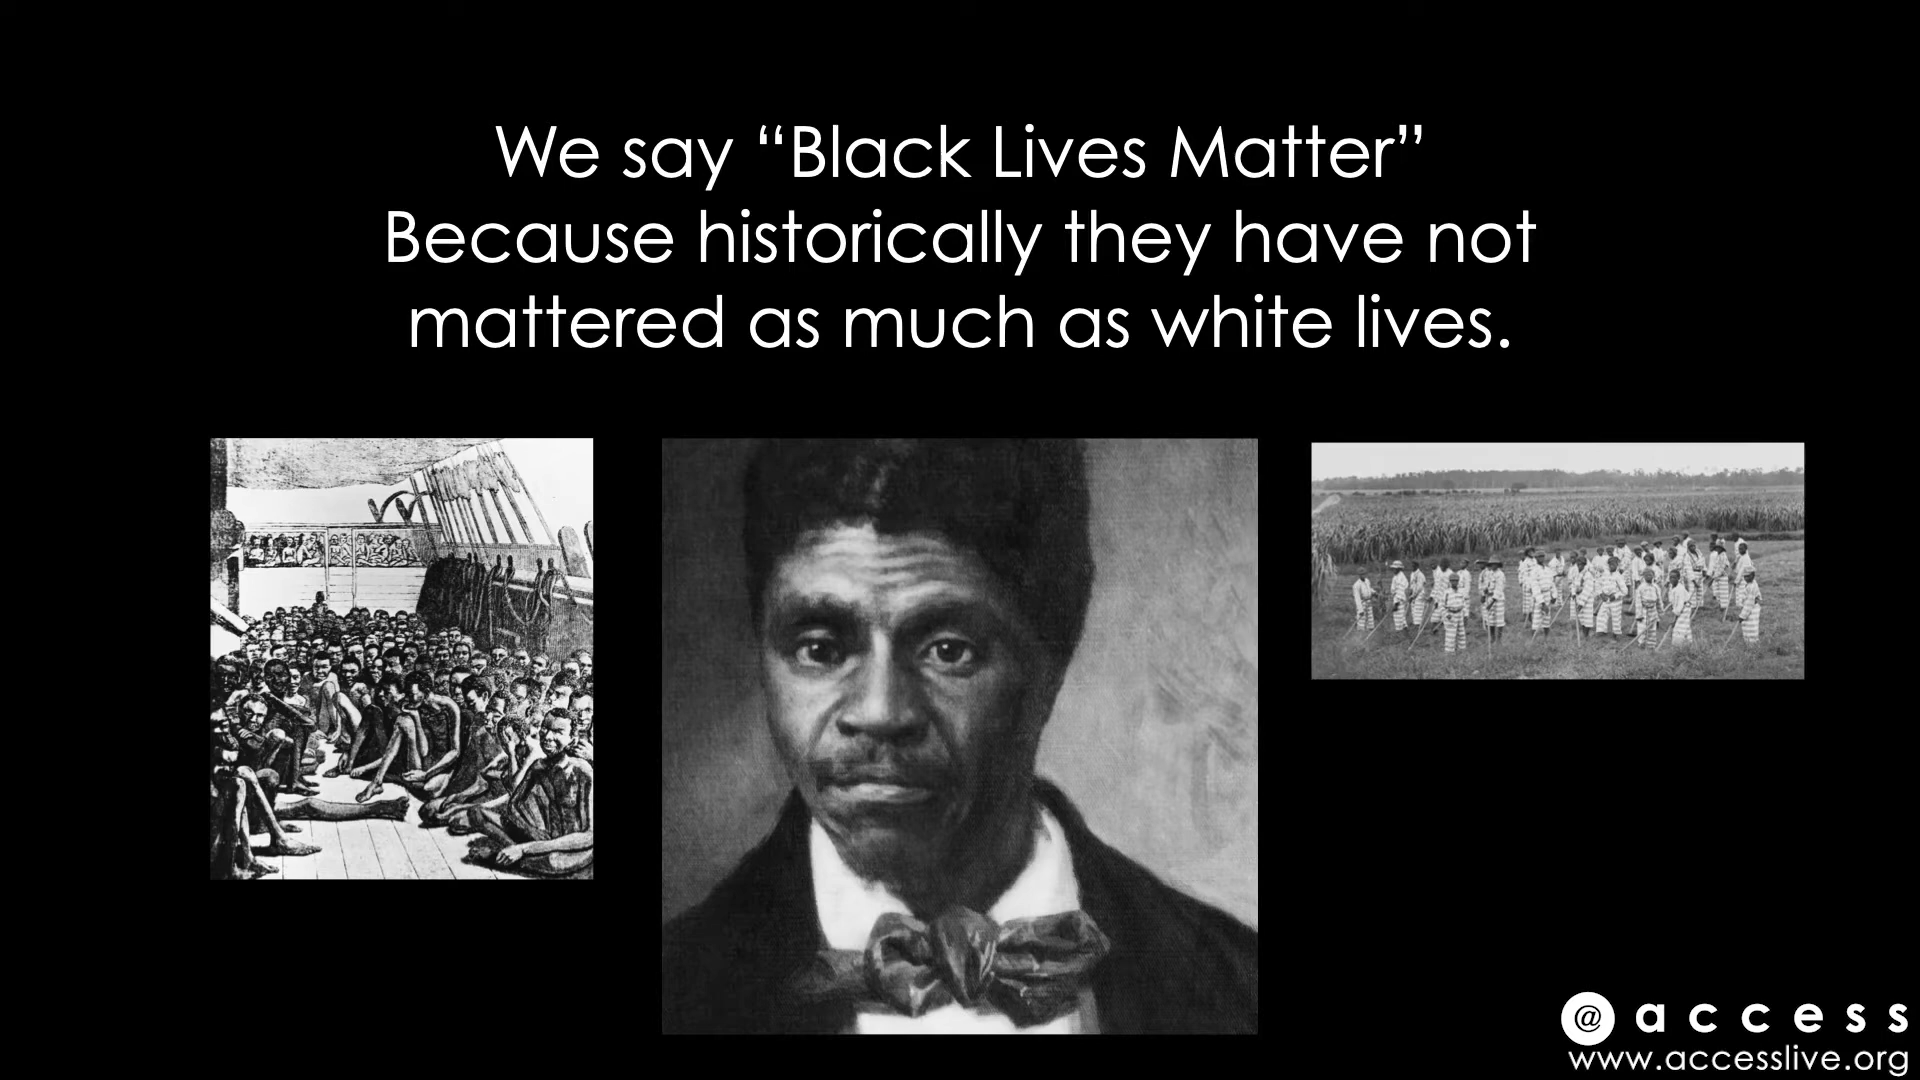 We say “Black Lives Matter”
Because historically they have not
mattered as much as white lives.
@ access
www.accesslive.org